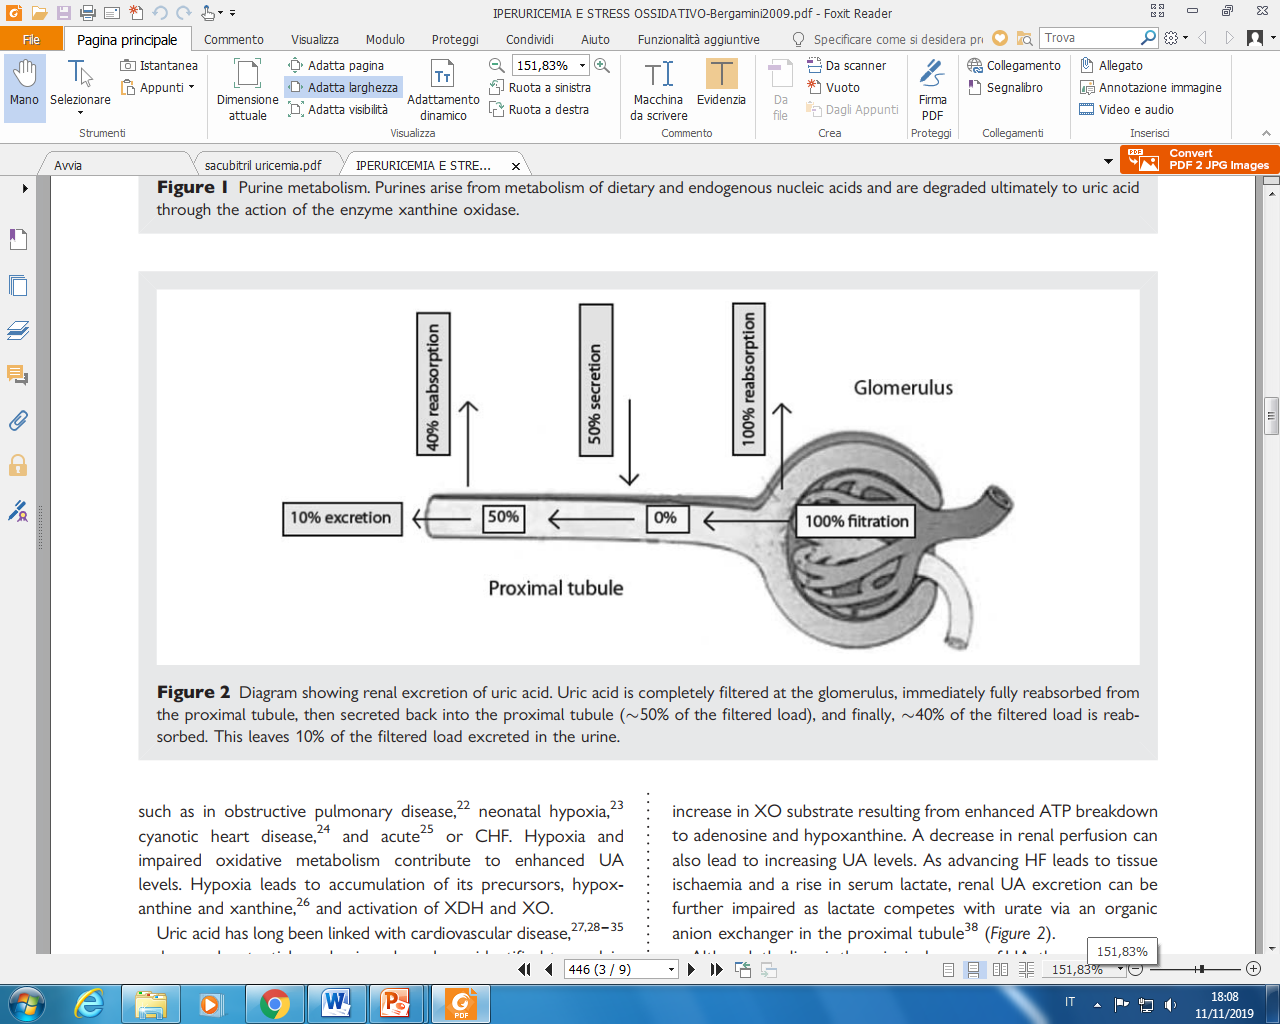 IPERURICEMIA E STRESS OSSIDATIVO-Bergamini2009.pdf - Foxit Reader
File Pagina principale Commento Visualizza Modulo Proteggi Condividi Aiuto Funzionalità aggiuntive Specificare come si desidera Trova
Mano
Selezionare
Istantanea
Appunti
Strumenti
Dimensione attuale
Adatta pagina
Adatta larghezza
Adatta visibilità
Adattamento dinamico
151,83%
Ruota a sinistra
Ruota a destra
Visualizza
Macchina da scrivere
Evidenzia
Commento
Da file
Da scanner
Vuoto
Dagli Appunti
Crea
Firma PDF
Proteggi
Collegamento
Segnalibro
Collegamenti
Allegato
Annotazione immagine
Video e audio
Inserisci
Avvia
sacubitril uricemia.pdf
IPERURICEMIA E STRE...
PDF
Convert
PDF 2 JPG Images
Figure 1 Purine metabolism. Purines arise from metabolism of dietary and endogenous nucleic acids and are degraded ultimately to uric acid
through the action of the enzyme xanthine oxidase.
40% reabsorption
50% secretion
100% reabsorption
Glomerulus
10% excretion
50%
0%
100% filtration
Proximal tubule
Figure 2 Diagram showing renal excretion of uric acid. Uric acid is completely filtered at the glomerulus, immediately fully reabsorbed from
the proximal tubule, then secreted back into the proximal tubule (~50% of the filtered load), and finally, ~40% of the filtered load is reab-
sorbed. This leaves 10% of the filtered load excreted in the urine.
such as in obstructive pulmonary disease,22 neonatal hypoxia,23
cyanotic heart disease,24 and acute25 or CHF. Hypoxia and
impaired oxidative metabolism contribute to enhanced UA
levels. Hypoxia leads to accumulation of its precursors, hypox-
anthine and xanthine,26 and activation of XDH and XO.
Uric acid has long been linked with cardiovascular disease,27,28–35
increase in XO substrate resulting from enhanced ATP breakdown
to adenosine and hypoxanthine. A decrease in renal perfusion can
also lead to increasing UA levels. As advancing HF leads to tissue
ischaemia and a rise in serum lactate, renal UA excretion can be
further impaired as lactate competes with urate via an organic
anion exchanger in the proximal tubule38 (Figure 2).
151,83%
446 (3 / 9)
151,83%
IT
18:08
11/11/2019